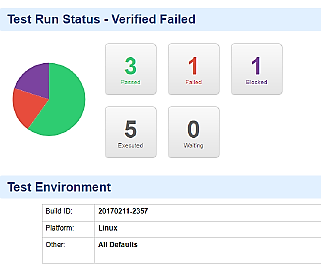 Test Run Status - Verified Failed
3 1 1
Passed Failed Blocked
5 0
Executed Waiting
Test Environment
Build ID: 20170211-2357
Platform: Linux
Other: All Defaults